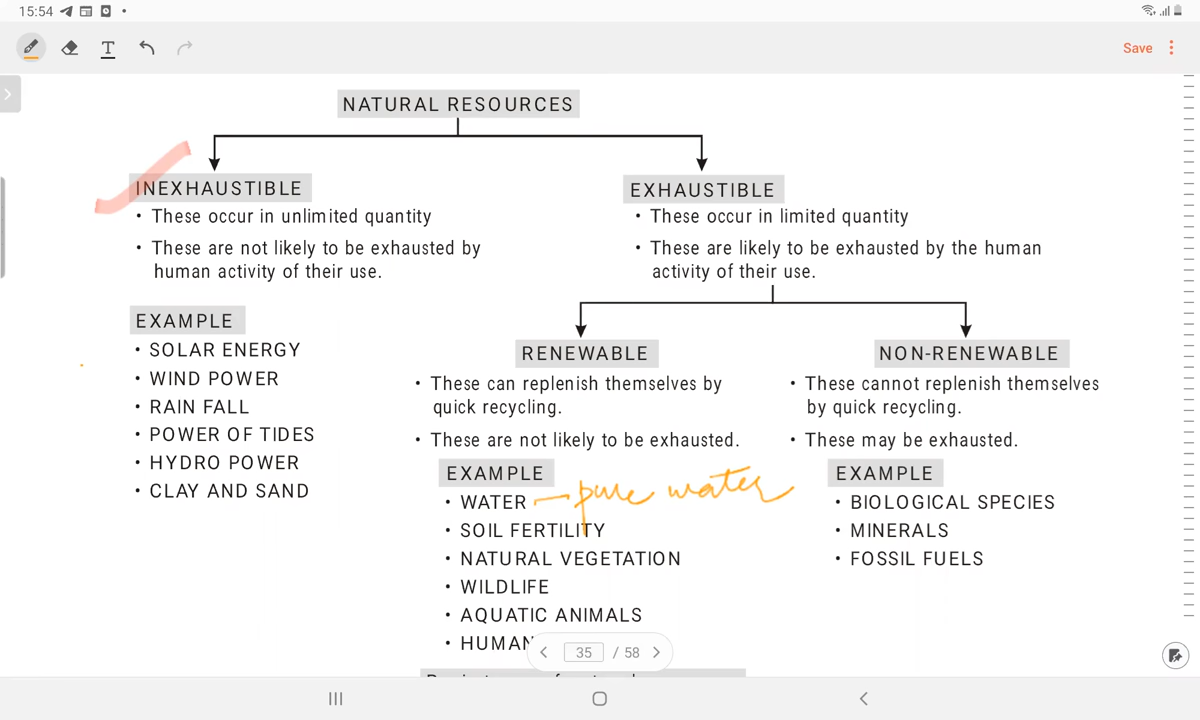 15:54
Save
NATURAL RESOURCES
INEXHAUSTIBLE
• These occur in unlimited quantity
• These are not likely to be exhausted by
human activity of their use.
EXAMPLE
• SOLAR ENERGY
• WIND POWER
• RAIN FALL
• POWER OF TIDES
• HYDRO POWER
• CLAY AND SAND
EXHAUSTIBLE
• These occur in limited quantity
• These are likely to be exhausted by the human
activity of their use.
RENEWABLE
• These can replenish themselves by
quick recycling.
• These are not likely to be exhausted.
EXAMPLE
• WATER — pure water
• SOIL FERTILITY
• NATURAL VEGETATION
• WILDLIFE
• AQUATIC ANIMALS
• HUMAN
NON-RENEWABLE
• These cannot replenish themselves
by quick recycling.
• These may be exhausted.
EXAMPLE
• BIOLOGICAL SPECIES
• MINERALS
• FOSSIL FUELS
35 / 58